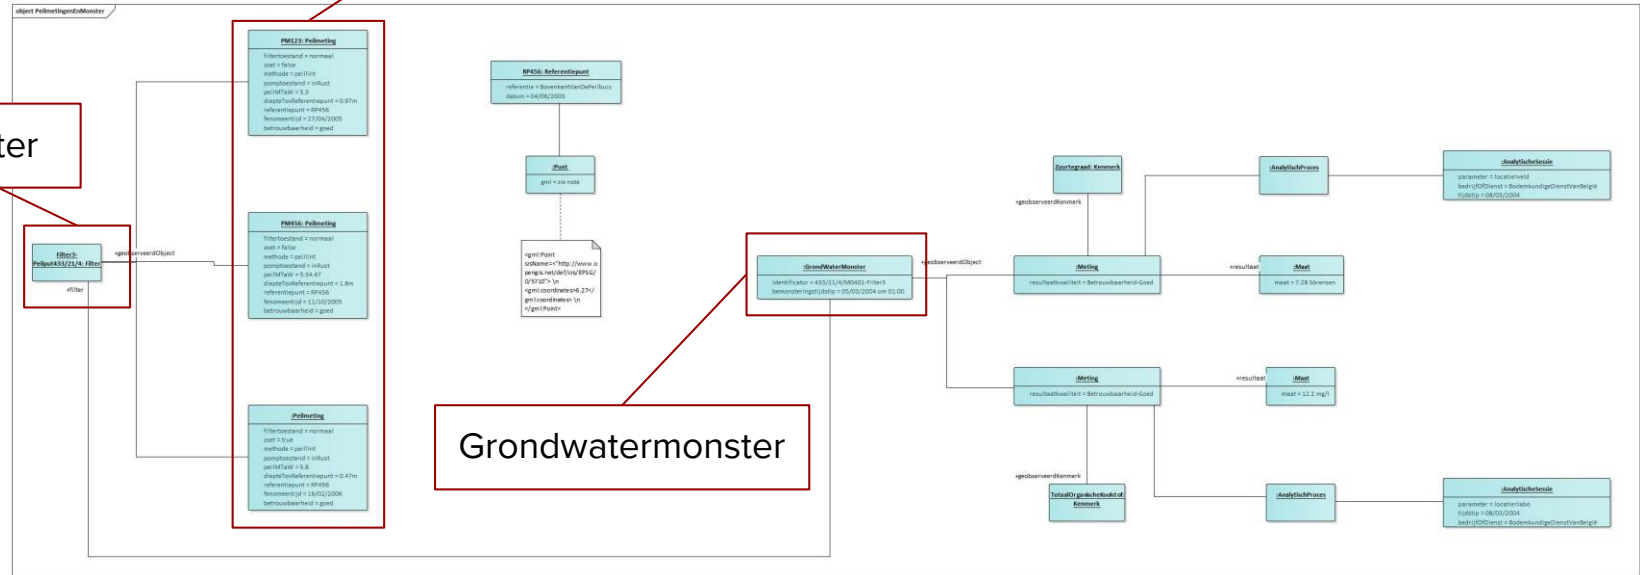 object PeilmetingenEnMonster
PM123: Peilmeting
filtertoestand = normaal
zoet = false
methode = peillint
pomptoestand = inRust
peilMTaW = 5.3
diepteTovReferentiepunt = 0.97m
referentiepunt = RP456
fenomeentijd = 27/04/2005
betrouwbaarheid = goed
RP456: Referentiepunt
referentie = BovenkantVanDePeilbuis
datum = 04/06/2003
:Punt
gml = zie note
<gml:Point
srsName=<"http://www.o
pengis.net/def/crs/EPSG/
0/5710"> \n
<gml:coordinates>6.27</
gml:coordinates> \n
</gml:Point>
ter
Filter3-
Peilput433/21/4: Filter
+geobserveerdObject
+filter
PM456: Peilmeting
filtertoestand = normaal
zoet = false
methode = peillint
pomptoestand = inRust
peilMTaW = 5.34.47
diepteTovReferentiepunt = 1.8m
referentiepunt = RP456
fenomeentijd = 11/10/2005
betrouwbaarheid = goed
:Peilmeting
filtertoestand = normaal
zoet = true
methode = peillint
pomptoestand = inRust
peilMTaW = 5.8
diepteTovReferentiepunt = 0.47m
referentiepunt = RP456
fenomeentijd = 16/02/2006
betrouwbaarheid = goed
:GrondWaterMonster
identificator = 433/21/4/M0401-Filter3
bemonsteringstijdstip = 05/03/2004 om 01:00
Grondwatermonster
+geobserveerdObject
Zuurtegraad: Kenmerk
+geobserveerdKenmerk
:AnalytischProces
:AnalytischeSessie
parameter = locatie=veld
bedrijfOfDienst = BodemkundigeDienstVanBelgië
tijdstip = 08/03/2004
:Meting
resultaatkwaliteit = Betrouwbaarheid-Goed
+resultaat
:Maat
maat = 7.28 Sörensen
:Meting
resultaatkwaliteit = Betrouwbaarheid-Goed
+resultaat
:Maat
maat = 12.2 mg/l
+geobserveerdKenmerk
TotaalOrganischeKoolstof:
Kenmerk
:AnalytischProces
:AnalytischeSessie
parameter = locatie=labo
tijdstip = 08/03/2004
bedrijfOfDienst = BodemkundigeDienstVanBelgië